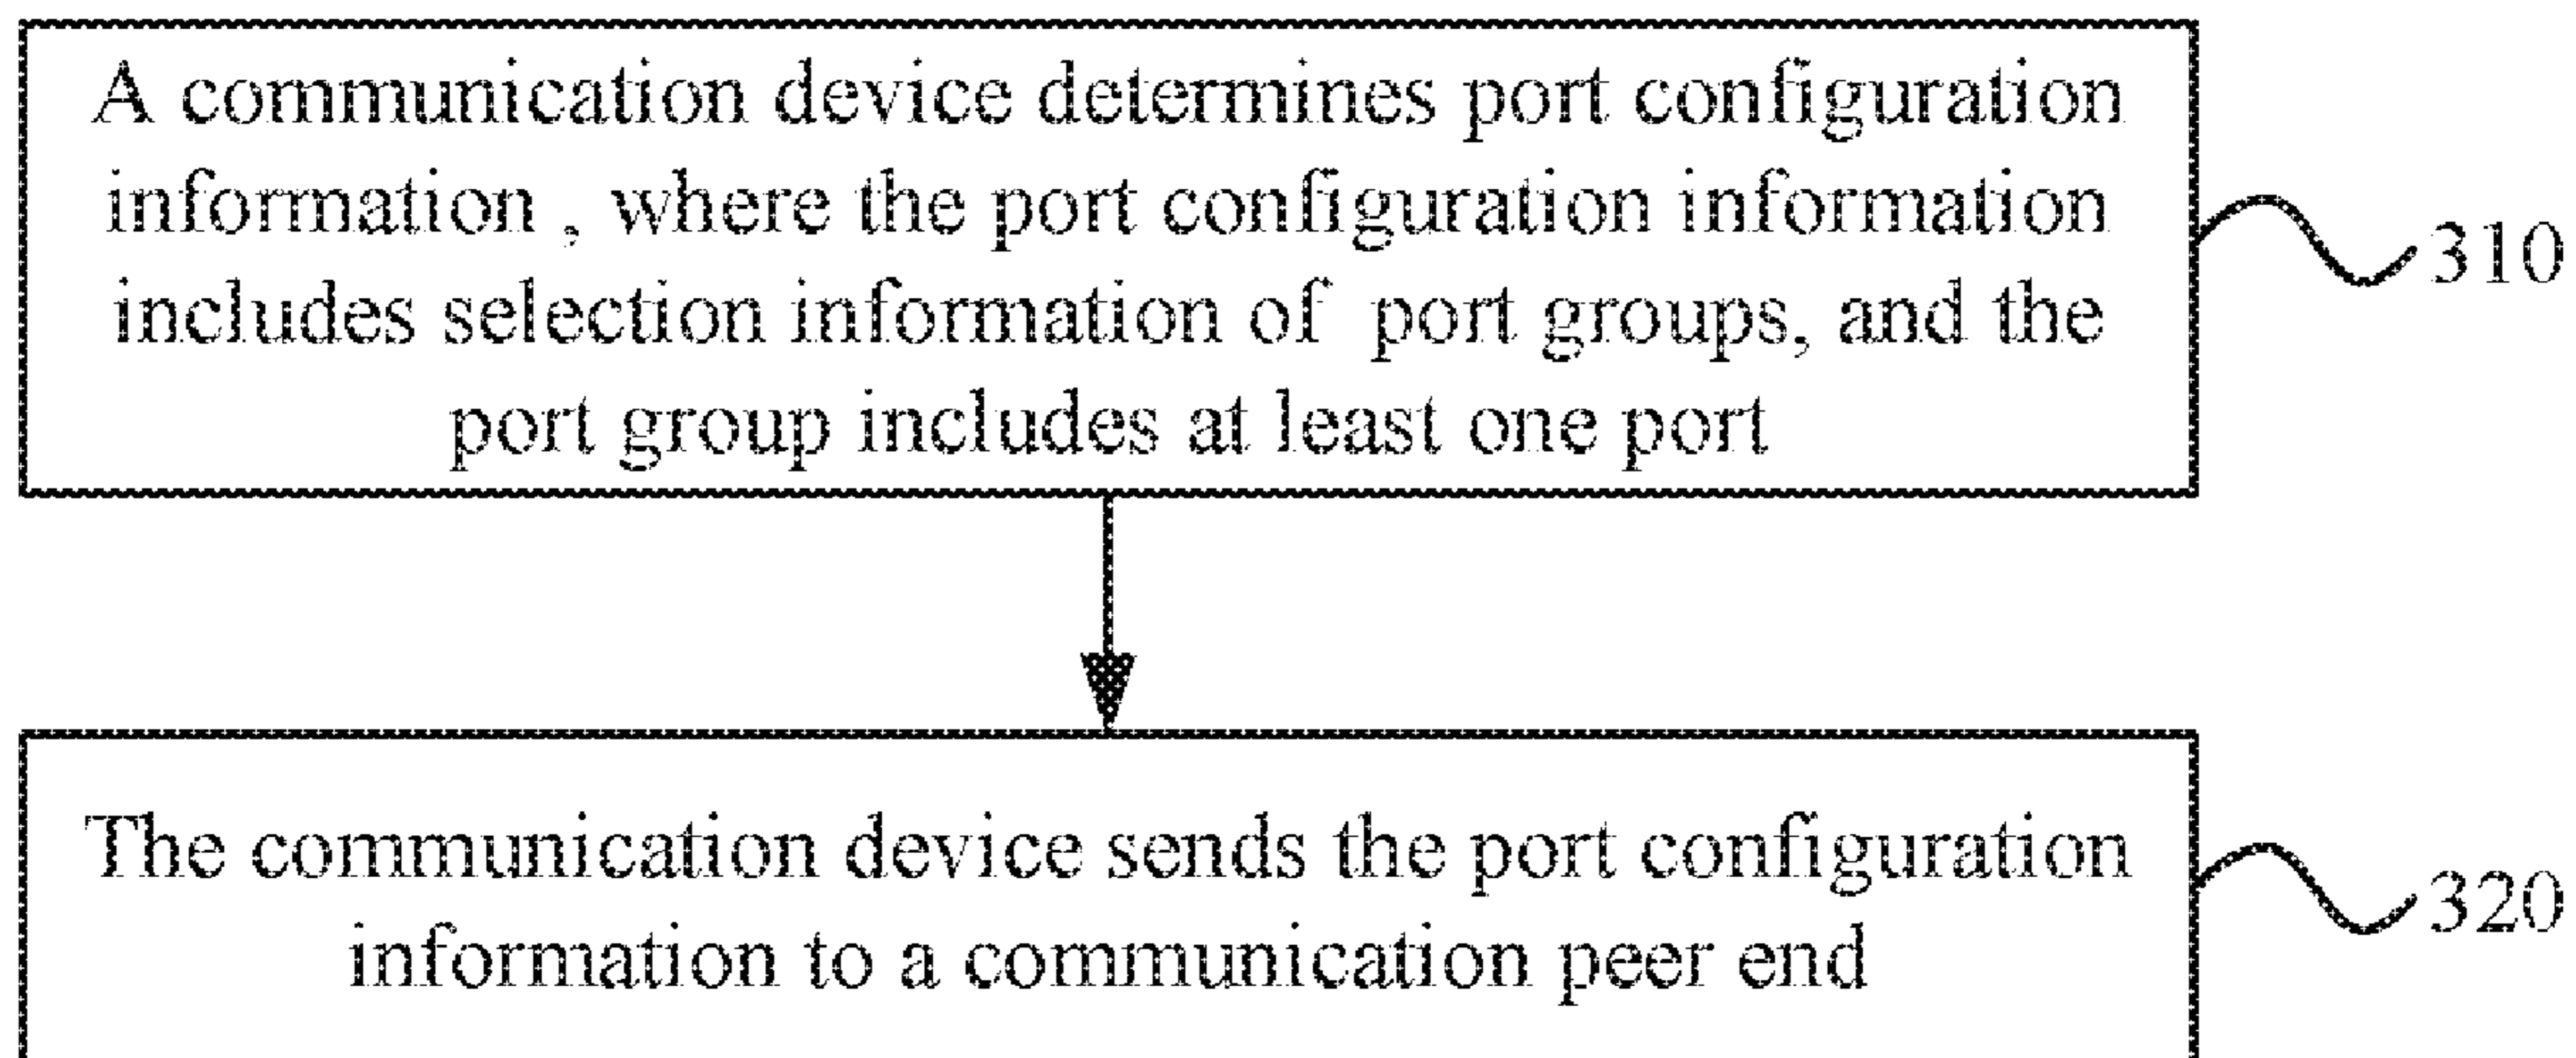 A communication device determines port configuration
information , where the port configuration information
includes selection information of port groups, and the
port group includes at least one port
310
The communication device sends the port configuration
information to a communication peer end
320